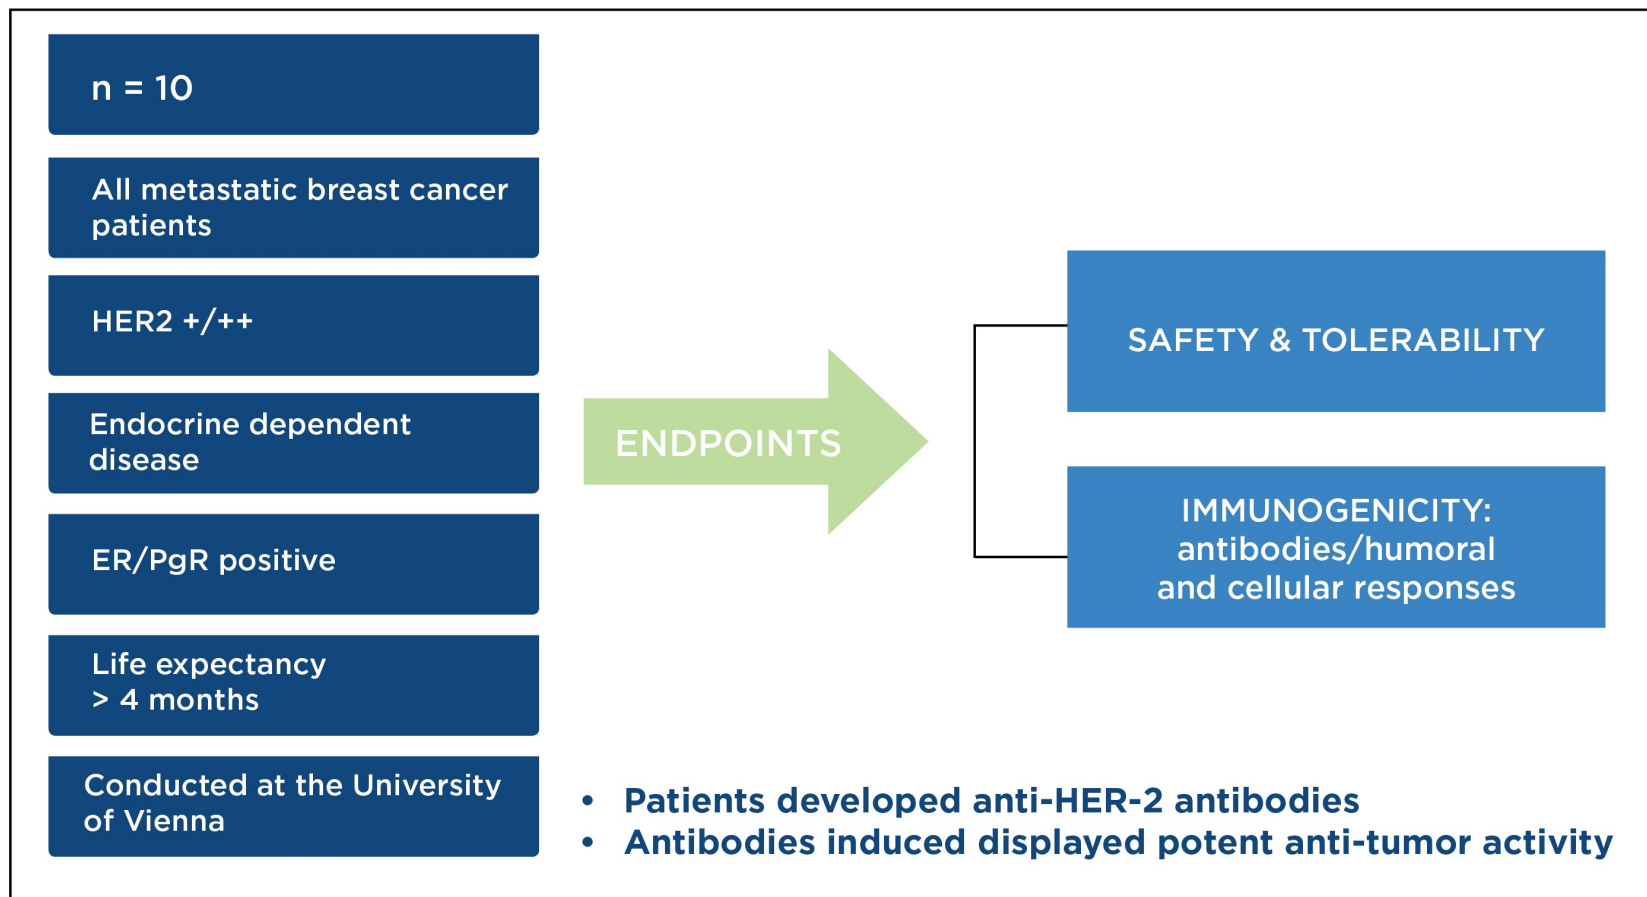 n = 10
All metastatic breast cancer
patients
HER2 +/++
Endocrine dependent
disease
ER/PgR positive
Life expectancy
> 4 months
Conducted at the University
of Vienna
ENDPOINTS
SAFETY & TOLERABILITY
IMMUNOGENICITY:
antibodies/humoral
and cellular responses
• Patients developed anti-HER-2 antibodies
• Antibodies induced displayed potent anti-tumor activity